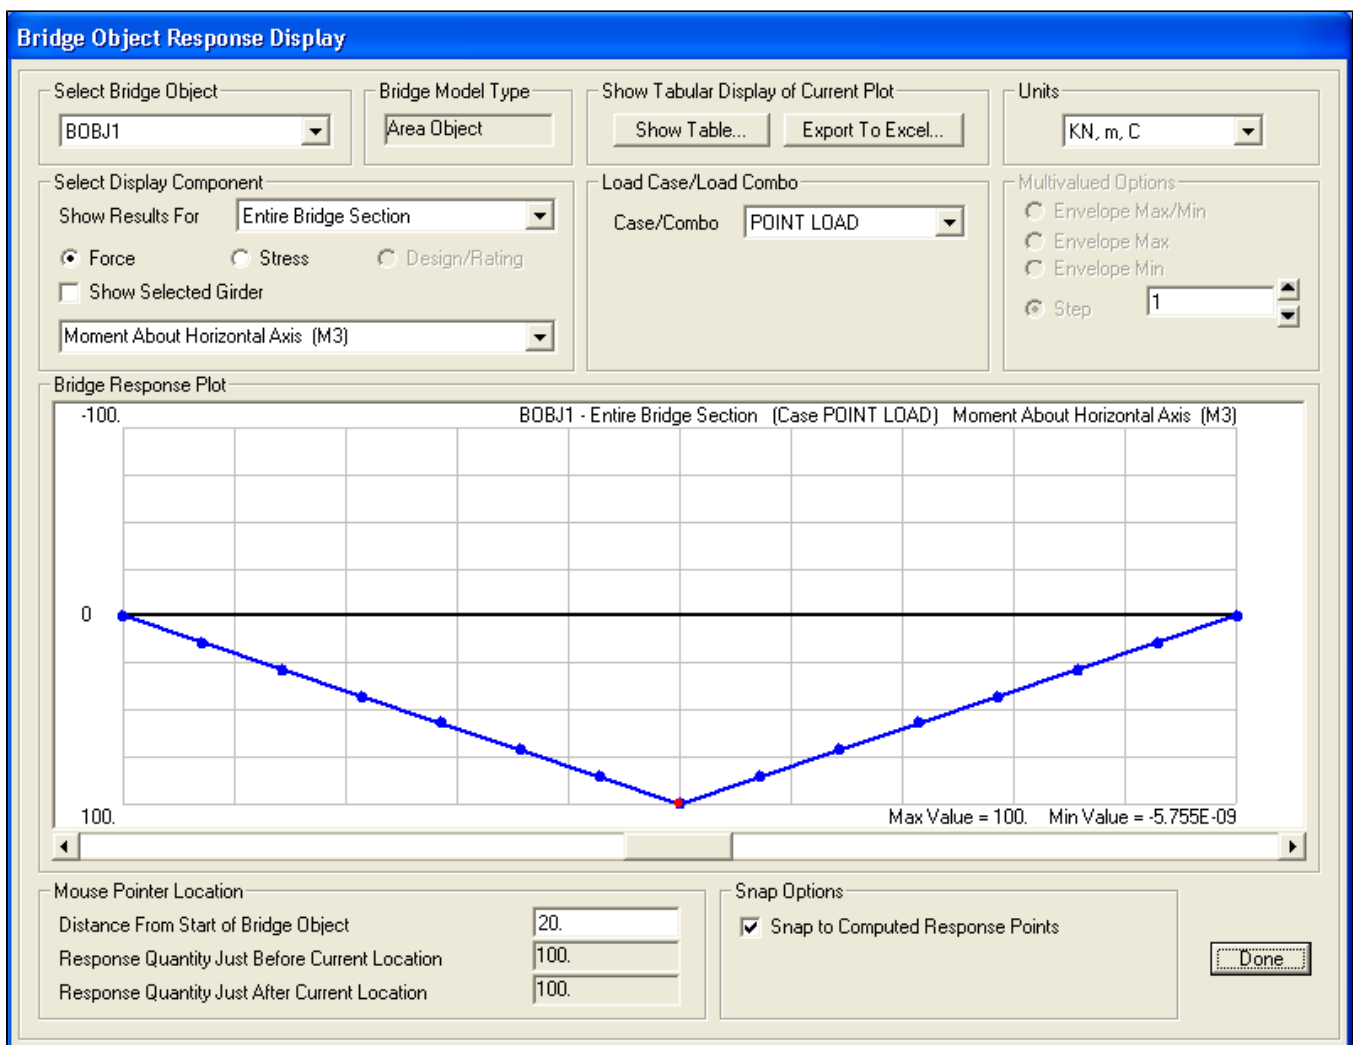 Bridge Object Response Display
Select Bridge Object
BOBJ1
Bridge Model Type
Area Object
Show Tabular Display of Current Plot
Show Table...
Export To Excel...
Units
KN, m, C
Select Display Component
Show Results For
Entire Bridge Section
Force
Stress
Design/Rating
Show Selected Girder
Moment About Horizontal Axis (M3)
Load Case/Load Combo
Case/Combo
POINT LOAD
Multivalued Options
Envelope Max/Min
Envelope Max
Envelope Min
Step
1
Bridge Response Plot
-100.
BOBJ1 - Entire Bridge Section (Case POINT LOAD) Moment About Horizontal Axis (M3)
0
100.
Max Value = 100. Min Value = -5.755E-09
Mouse Pointer Location
Distance From Start of Bridge Object
20.
Response Quantity Just Before Current Location
100.
Response Quantity Just After Current Location
100.
Snap Options
Snap to Computed Response Points
Done